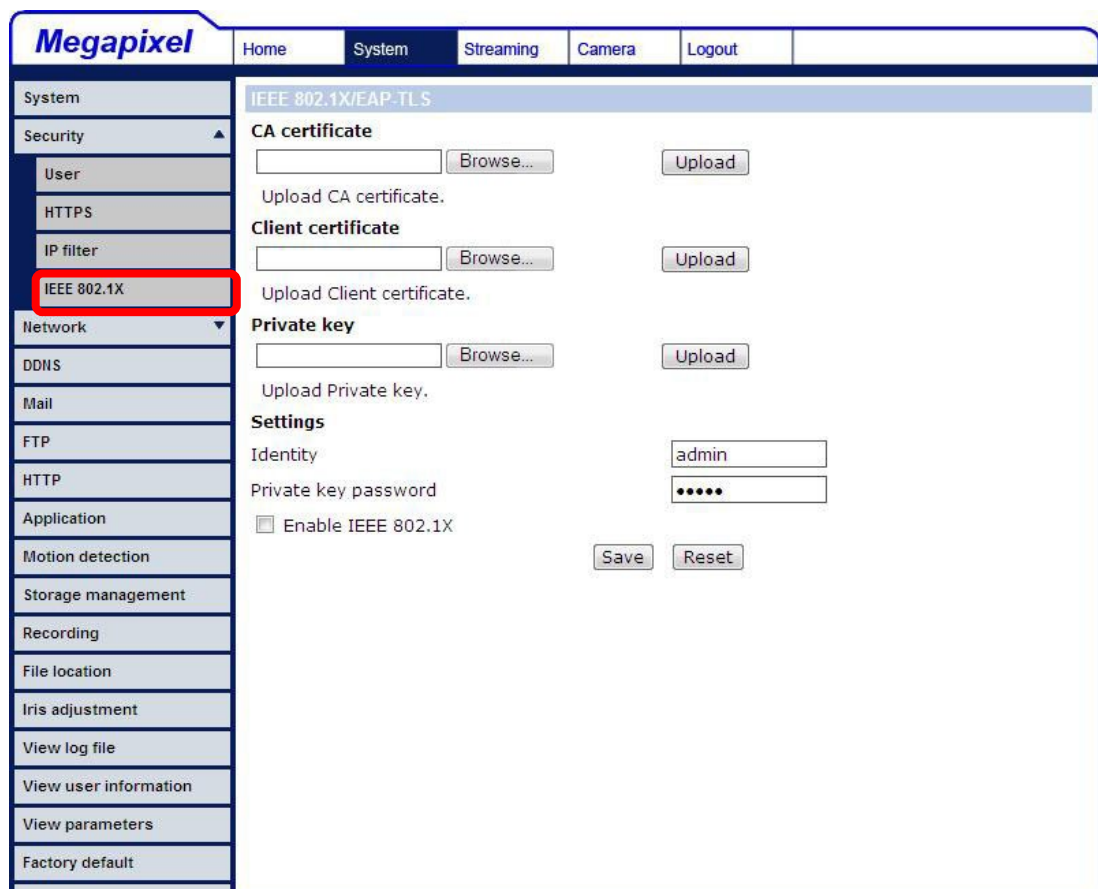 Megapixel
Home System Streaming Camera Logout
System
Security
User
HTTPS
IP filter
IEEE 802.1X
Network
DDNS
Mail
FTP
HTTP
Application
Motion detection
Storage management
Recording
File location
Iris adjustment
View log file
View user information
View parameters
Factory default
IEEE 802.1X/EAP-TLS
CA certificate
Browse... Upload
Upload CA certificate.
Client certificate
Browse... Upload
Upload Client certificate.
Private key
Browse... Upload
Upload Private key.
Settings
Identity admin
Private key password •••••
Enable IEEE 802.1X
Save Reset